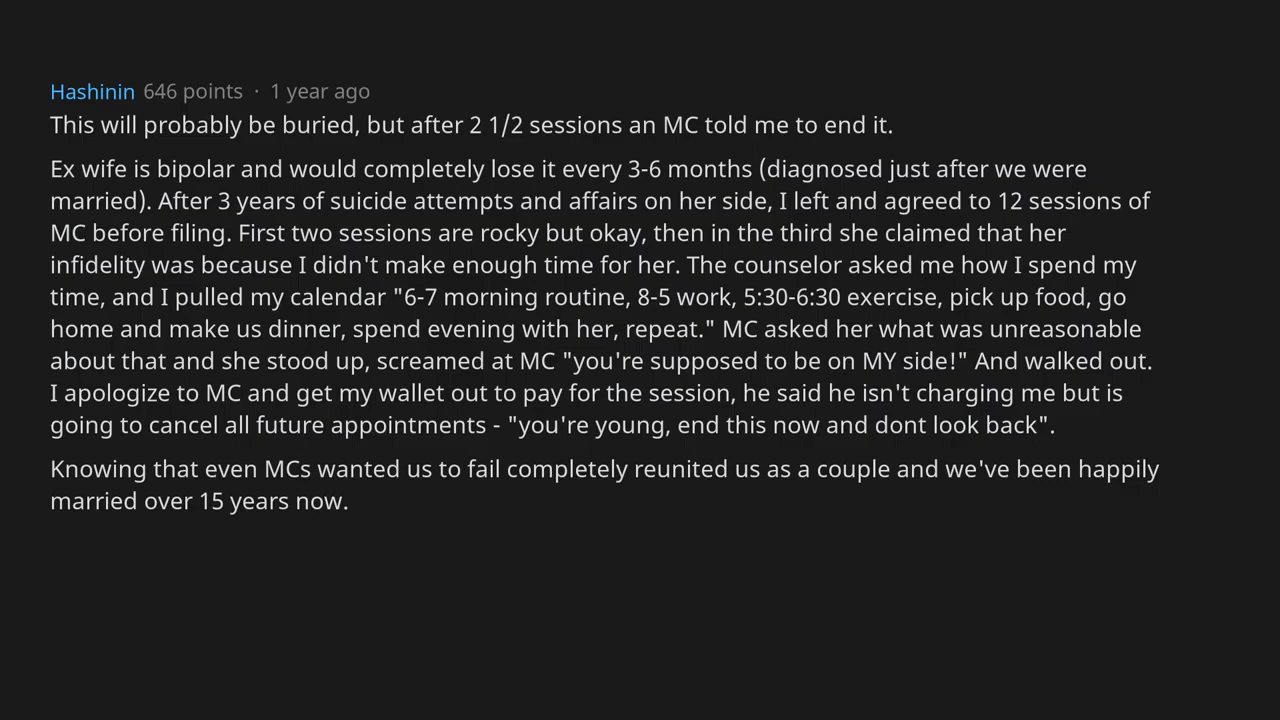 Hashinin 646 points · 1 year ago
This will probably be buried, but after 2 1/2 sessions an MC told me to end it.
Ex wife is bipolar and would completely lose it every 3-6 months (diagnosed just after we were
married). After 3 years of suicide attempts and affairs on her side, I left and agreed to 12 sessions of
MC before filing. First two sessions are rocky but okay, then in the third she claimed that her
infidelity was because I didn't make enough time for her. The counselor asked me how I spend my
time, and I pulled my calendar "6-7 morning routine, 8-5 work, 5:30-6:30 exercise, pick up food, go
home and make us dinner, spend evening with her, repeat." MC asked her what was unreasonable
about that and she stood up, screamed at MC "you're supposed to be on MY side!" And walked out.
I apologize to MC and get my wallet out to pay for the session, he said he isn't charging me but is
going to cancel all future appointments - "you're young, end this now and dont look back".
Knowing that even MCs wanted us to fail completely reunited us as a couple and we've been happily
married over 15 years now.